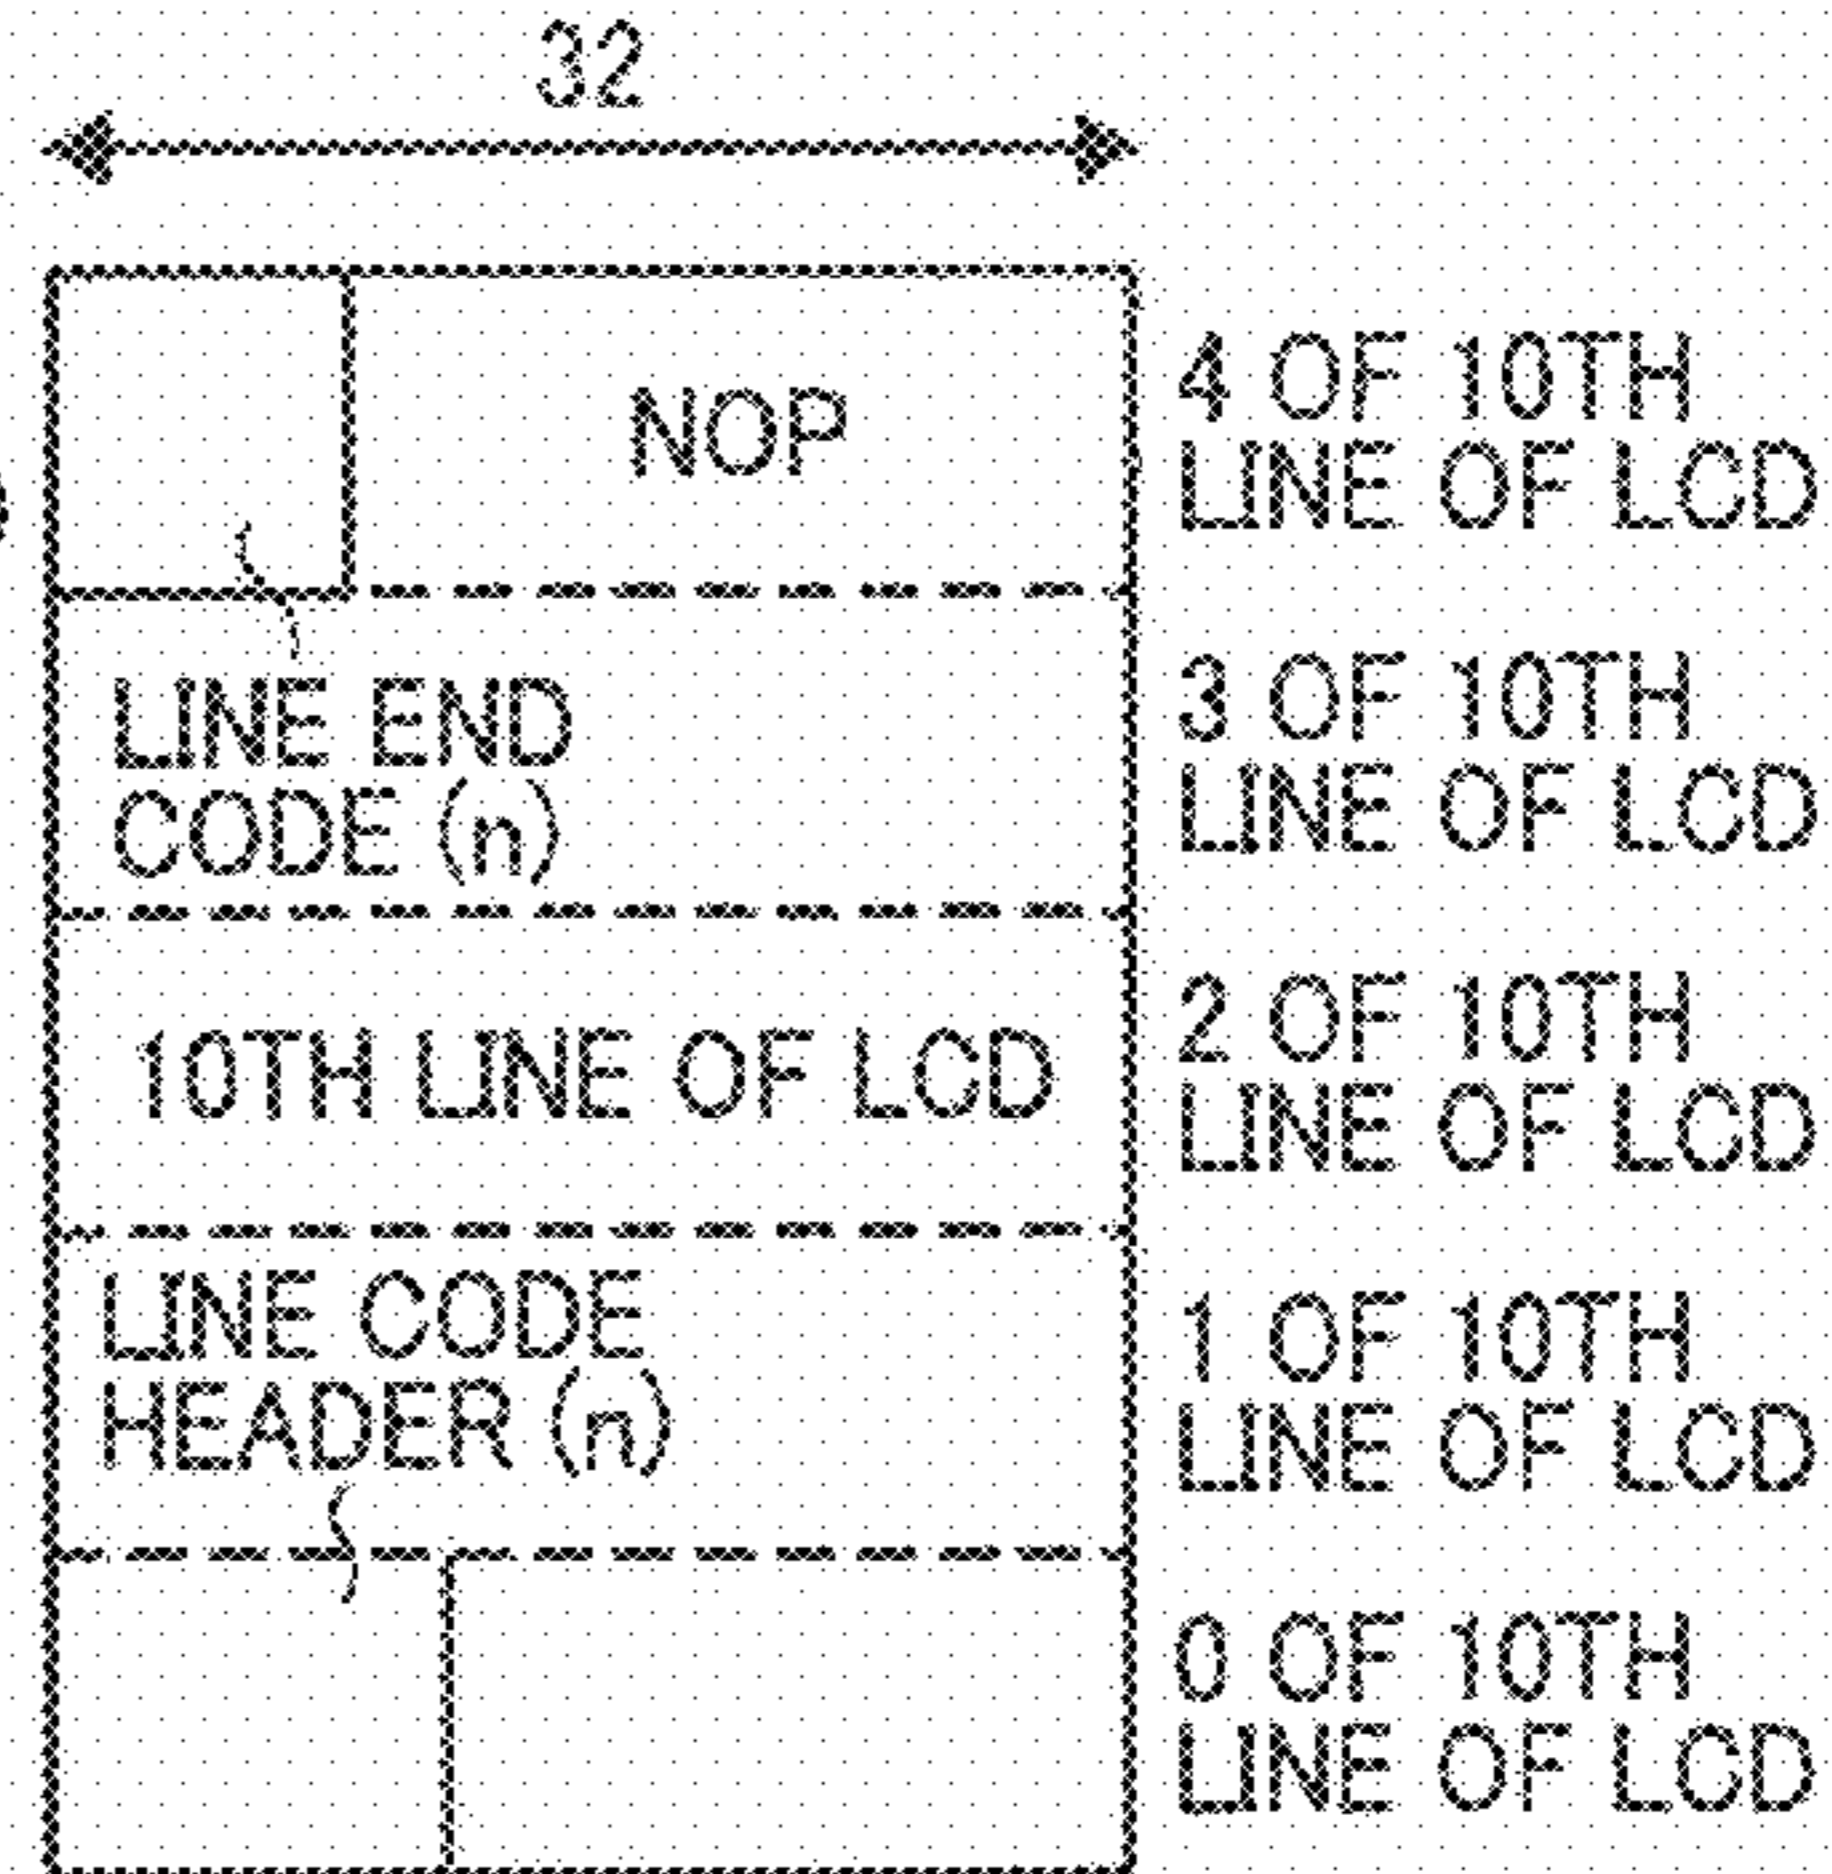 32
NOP
4 OF 10TH
LINE OF LCD
LINE END
CODE (n)
3 OF 10TH
LINE OF LCD
10TH LINE OF LCD
2 OF 10TH
LINE OF LCD
LINE CODE
HEADER (n)
1 OF 10TH
LINE OF LCD
0 OF 10TH
LINE OF LCD